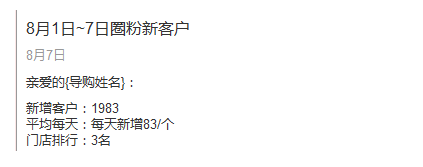 8月1日~7日圈粉新客户
8月7日
亲爱的{导购姓名}：
新增客户：1983
平均每天：每天新增83/个
门店排行：3名